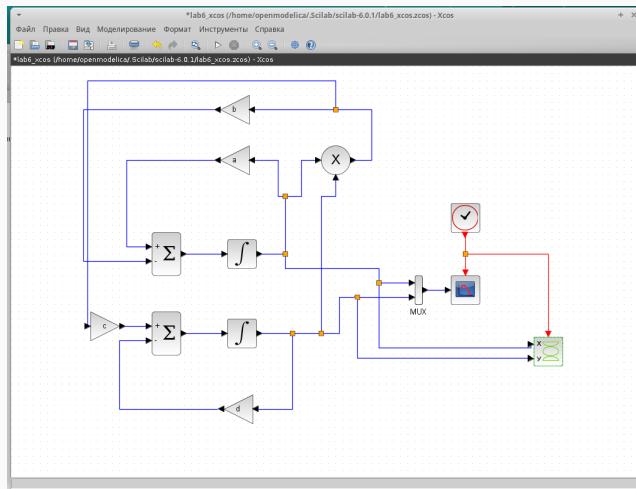 *lab6_xcos (/home/openmodelica/.Scilab/scilab-6.0.1/lab6_xcos.zcos) - Xcos
Файл Правка Вид Моделирование Формат Инструменты Справка
*lab6_xcos (/home/openmodelica/.Scilab/scilab-6.0.1/lab6_xcos.zcos) - Xcos
b
a
X
+
-
Σ
∫
MUX
c
+
-
Σ
∫
X
Y
d